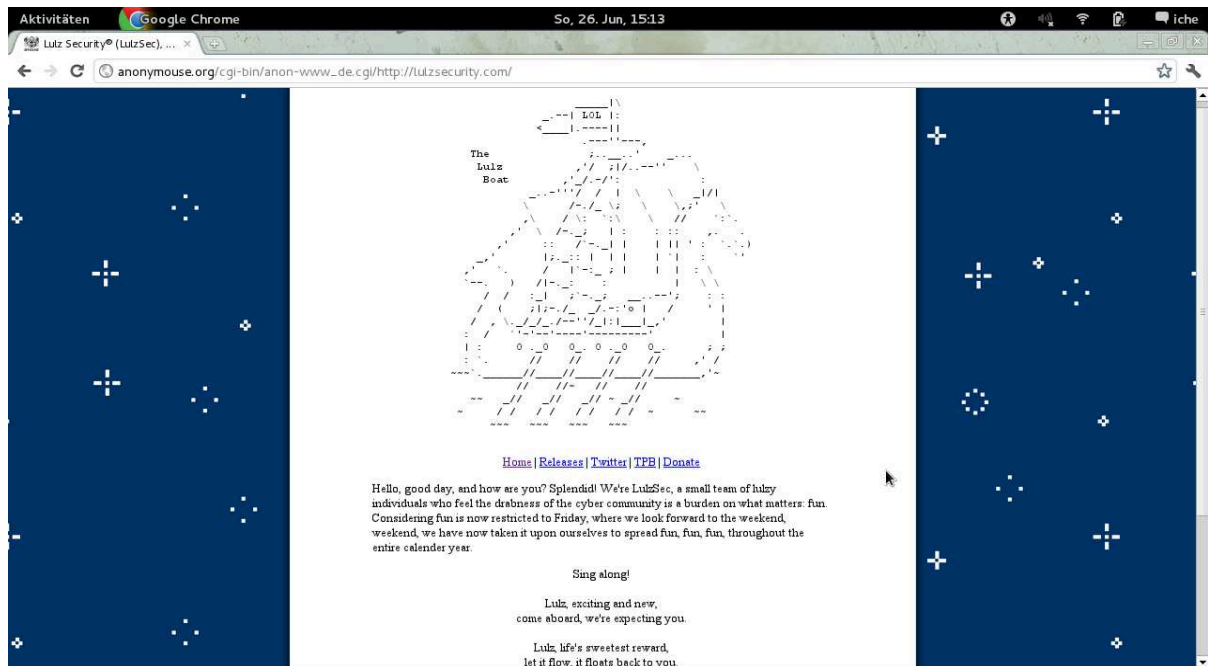 Aktivitäten Google Chrome So, 26. Jun, 15:13 iche
Lulz Security® (LulzSec), ...
anonymouse.org/cgi-bin/anon-www_de.cgi/http://lulzsecurity.com/
LOL
The
Lulz
Boat
Home | Releases | Twitter | TPB | Donate
Hello, good day, and how are you? Splendid! We're LulzSec, a small team of lulzy
individuals who feel the drabness of the cyber community is a burden on what matters: fun.
Considering fun is now restricted to Friday, where we look forward to the weekend,
weekend, we have now taken it upon ourselves to spread fun, fun, fun, throughout the
entire calender year.
Sing along!
Lulz, exciting and new,
come aboard, we're expecting you.
Lulz, life's sweetest reward,
let it flow, it floats back to you.